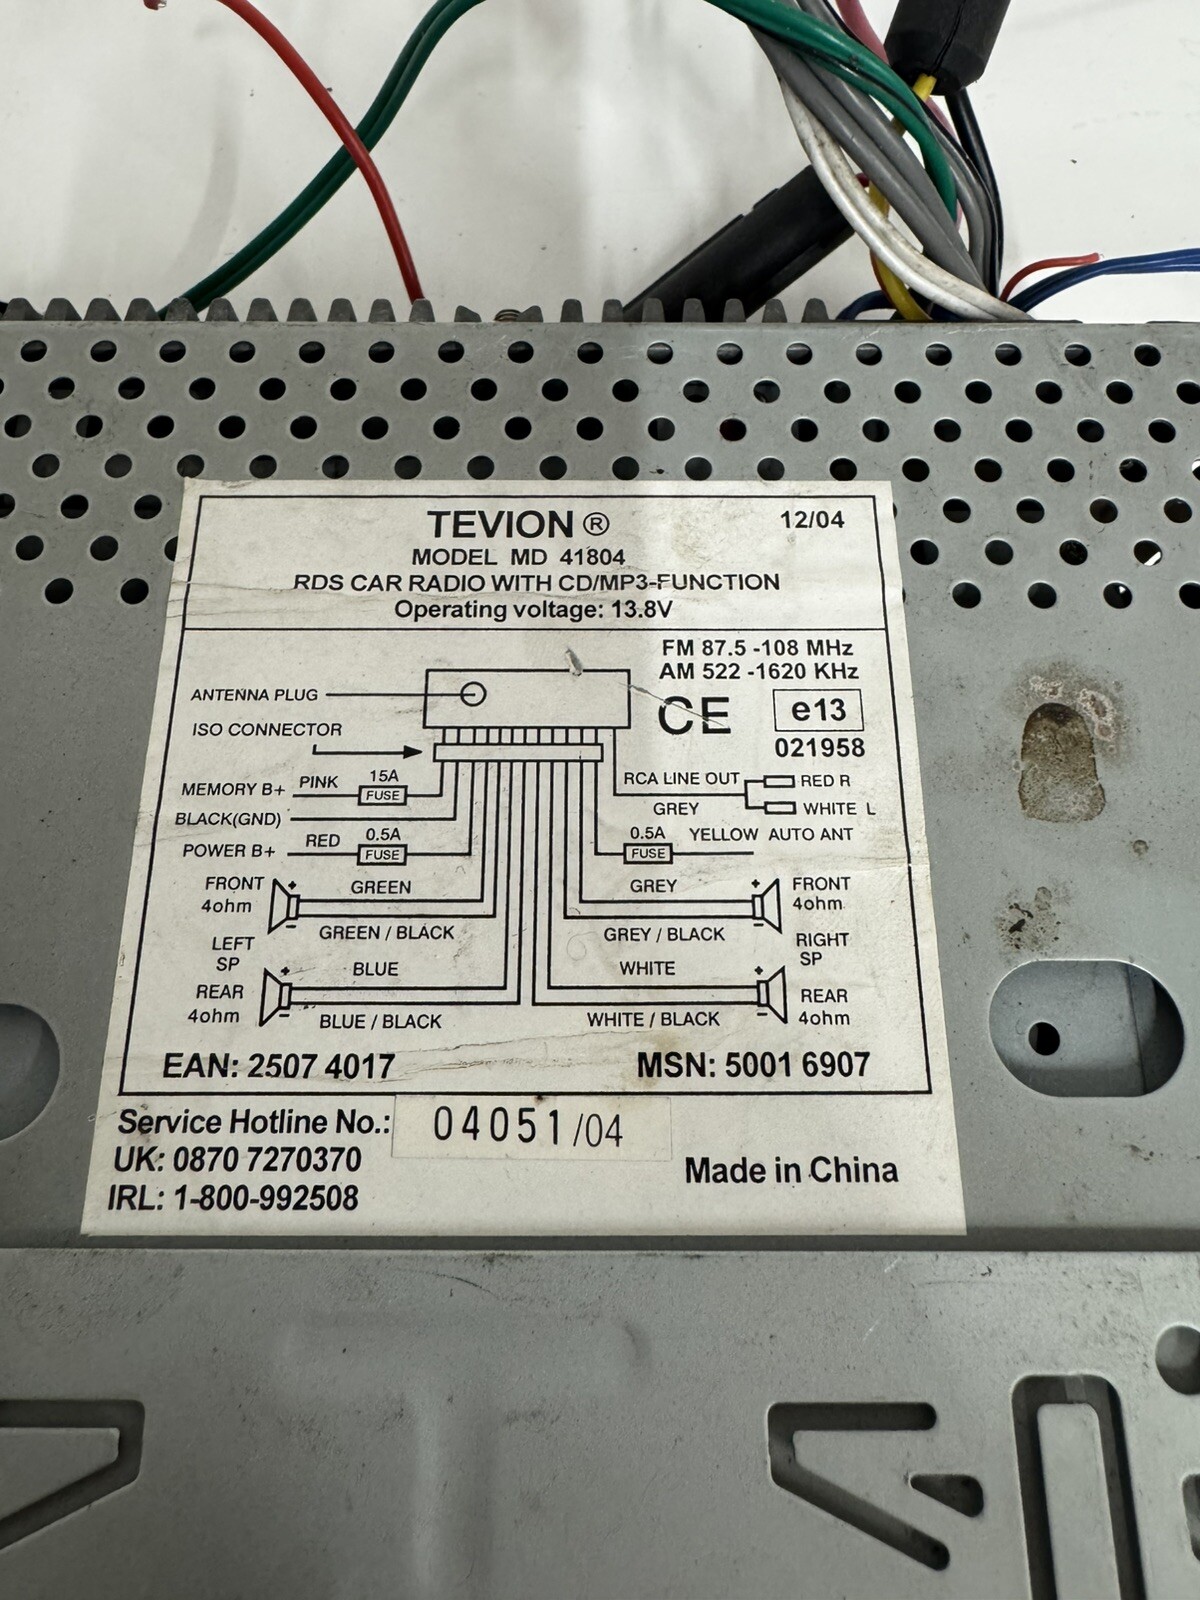 TEVION ®
12/04
MODEL MD 41804
RDS CAR RADIO WITH CD/MP3-FUNCTION
Operating voltage: 13.8V
FM 87.5 -108 MHz
AM 522 -1620 KHz
CE
e13
021958
ANTENNA PLUG
ISO CONNECTOR
MEMORY B+ PINK 15A FUSE
BLACK(GND)
POWER B+ RED 0.5A FUSE
RCA LINE OUT RED R
GREY WHITE L
0.5A FUSE YELLOW AUTO ANT
FRONT 4ohm GREEN
GREEN / BLACK
LEFT SP
REAR 4ohm BLUE
BLUE / BLACK
GREY FRONT 4ohm
GREY / BLACK
RIGHT SP
WHITE REAR 4ohm
WHITE / BLACK
EAN: 2507 4017
MSN: 5001 6907
Service Hotline No.:
04051/04
UK: 0870 7270370
IRL: 1-800-992508
Made in China